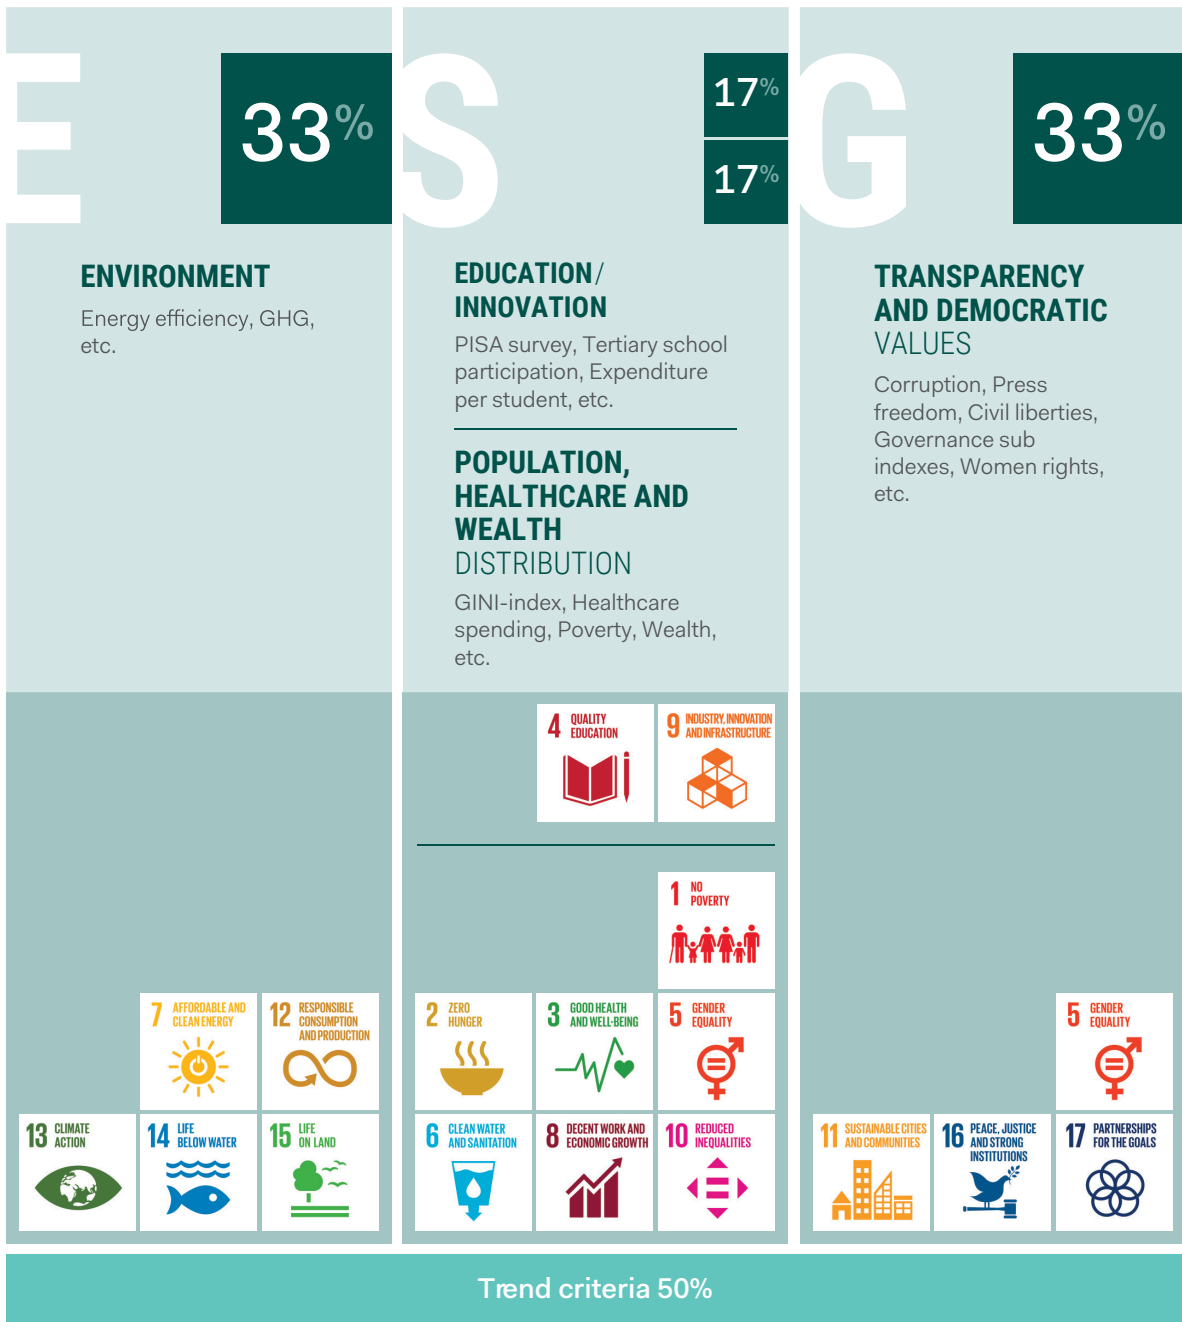 E
33%
ENVIRONMENT
Energy efficiency, GHG,
etc.
7 AFFORDABLE AND
CLEAN ENERGY
12 RESPONSIBLE
CONSUMPTION
AND PRODUCTION
13 CLIMATE
ACTION
14 LIFE
BELOW WATER
15 LIFE
ON LAND
S
17%
17%
EDUCATION/
INNOVATION
PISA survey, Tertiary school
participation, Expenditure
per student, etc.
POPULATION,
HEALTHCARE AND
WEALTH
DISTRIBUTION
GINI-index, Healthcare
spending, Poverty, Wealth,
etc.
4 QUALITY
EDUCATION
9 INDUSTRY, INNOVATION
AND INFRASTRUCTURE
1 NO
POVERTY
2 ZERO
HUNGER
3 GOOD HEALTH
AND WELL-BEING
5 GENDER
EQUALITY
6 CLEAN WATER
AND SANITATION
8 DECENT WORK AND
ECONOMIC GROWTH
10 REDUCED
INEQUALITIES
G
33%
TRANSPARENCY
AND DEMOCRATIC
VALUES
Corruption, Press
freedom, Civil liberties,
Governance sub
indexes, Women rights,
etc.
5 GENDER
EQUALITY
11 SUSTAINABLE CITIES
AND COMMUNITIES
16 PEACE, JUSTICE
AND STRONG
INSTITUTIONS
17 PARTNERSHIPS
FOR THE GOALS
Trend criteria 50%